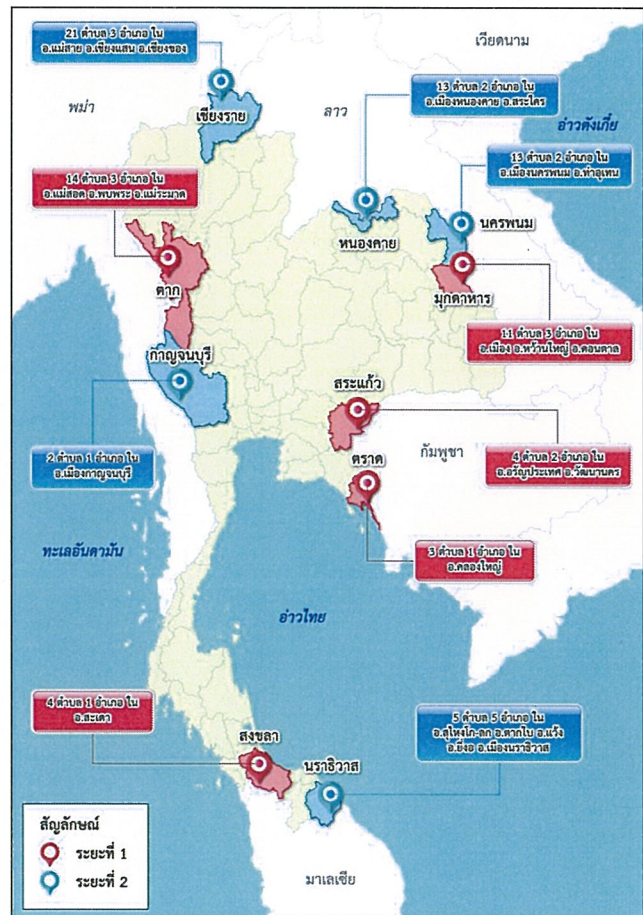 21 ตำบล 3 อำเภอ ใน
อ.แม่สาย อ.เชียงแสน อ.เชียงของ
เวียดนาม
พม่า
เชียงราย
ลาว
13 ตำบล 2 อำเภอ ใน
อ.เมืองหนองคาย อ.สระใคร
อ่าวตังเกี๋ย
14 ตำบล 3 อำเภอ ใน
อ.แม่สอด อ.พบพระ อ.แม่ระมาด
13 ตำบล 2 อำเภอ ใน
อ.เมืองนครพนม อ.ท่าอุเทน
หนองคาย
นครพนม
ตาก
มุกดาหาร
11 ตำบล 3 อำเภอ ใน
อ.เมือง อ.หว้านใหญ่ อ.ดอนตาล
กาญจนบุรี
สระแก้ว
2 ตำบล 1 อำเภอ ใน
อ.เมืองกาญจนบุรี
ตราด
กัมพูชา
4 ตำบล 2 อำเภอ ใน
อ.อรัญประเทศ อ.วัฒนานคร
ทะเลอันดามัน
3 ตำบล 1 อำเภอ ใน
อ.คลองใหญ่
อ่าวไทย
4 ตำบล 1 อำเภอ ใน
อ.สะเดา
สงขลา
นราธิวาส
5 ตำบล 5 อำเภอ ใน
อ.สุไหงโก-ลก อ.ตากใบ อ.แว้ง
อ.ยี่งอ อ.เมืองนราธิวาส
สัญลักษณ์
ระยะที่ 1
ระยะที่ 2
มาเลเซีย